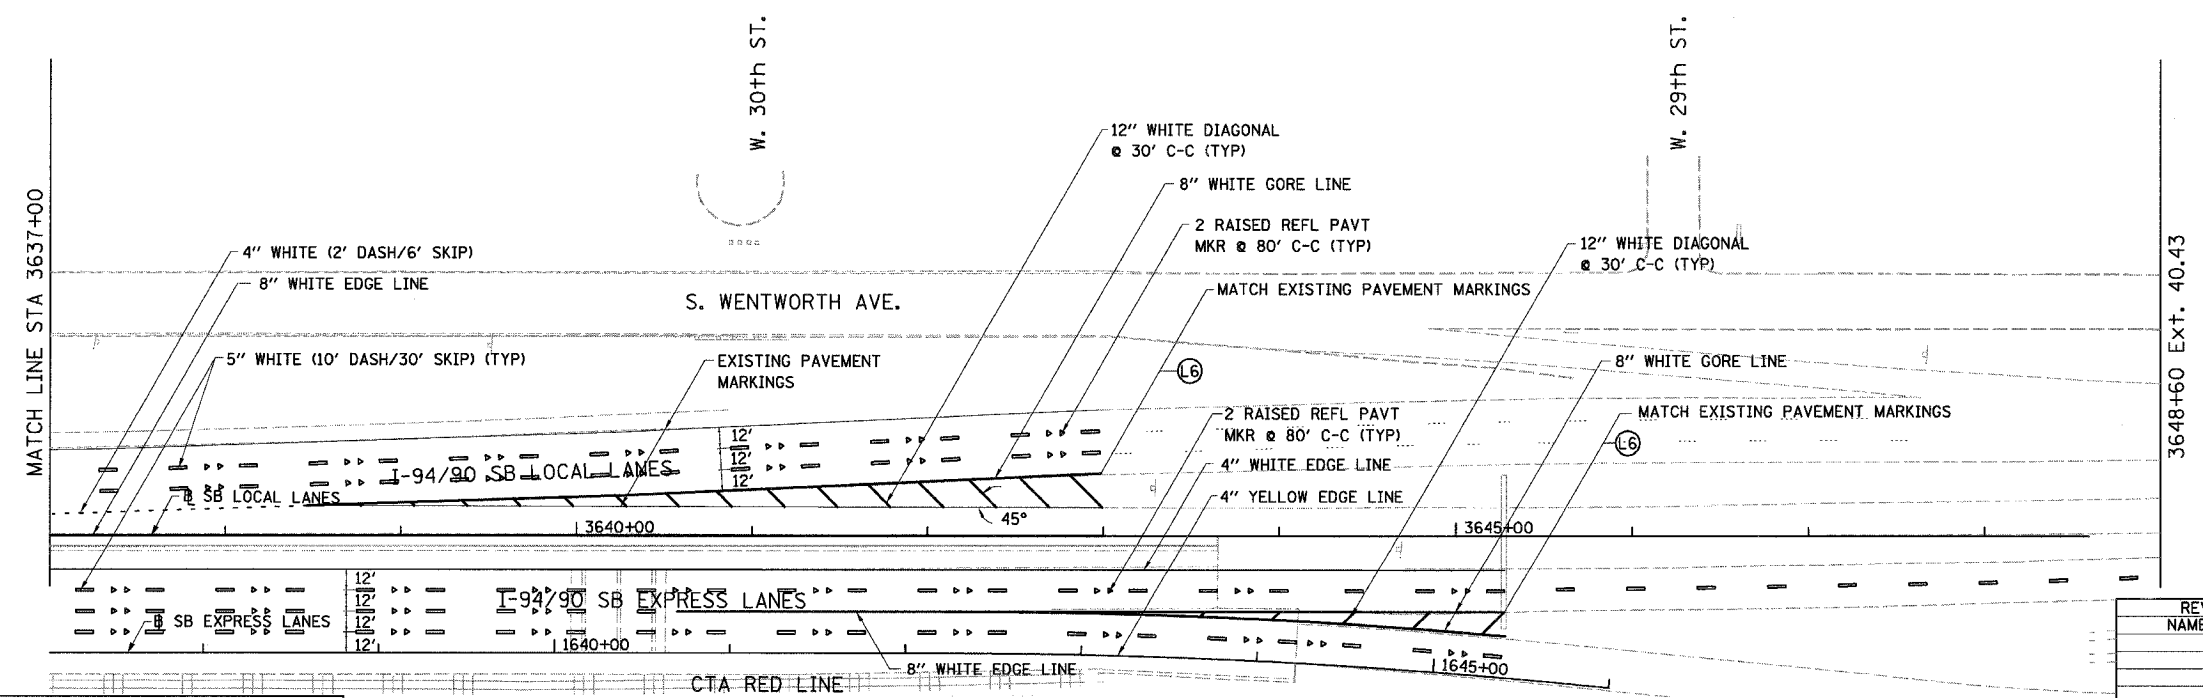 W. 30th ST.
W. 29th ST.
MATCH LINE STA 3637+00
3648+60 Ext. 40.43
12" WHITE DIAGONAL
@ 30' C-C (TYP)
8" WHITE GORE LINE
2 RAISED REFL PAVT
MKR @ 80' C-C (TYP)
12" WHITE DIAGONAL
@ 30' C-C (TYP)
4" WHITE (2' DASH/6' SKIP)
8" WHITE EDGE LINE
MATCH EXISTING PAVEMENT MARKINGS
S. WENTWORTH AVE.
5" WHITE (10' DASH/30' SKIP) (TYP)
EXISTING PAVEMENT
MARKINGS
L6
8" WHITE GORE LINE
2 RAISED REFL PAVT
MKR @ 80' C-C (TYP)
MATCH EXISTING PAVEMENT MARKINGS
L6
12'
12'
12'
4" WHITE EDGE LINE
I-94/90 SB LOCAL LANES
B SB LOCAL LANES
4" YELLOW EDGE LINE
45°
3640+00
3645+00
12'
12'
12'
12'
I-94/90 SB EXPRESS LANES
B SB EXPRESS LANES
1640+00
1645+00
8" WHITE EDGE LINE
CTA RED LINE
NAME